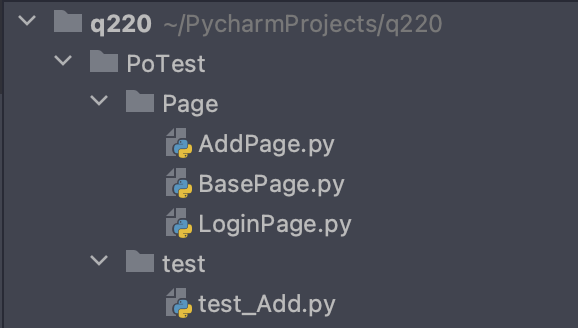 q220 ~/PycharmProjects/q220
PoTest
Page
AddPage.py
BasePage.py
LoginPage.py
test
test_Add.py